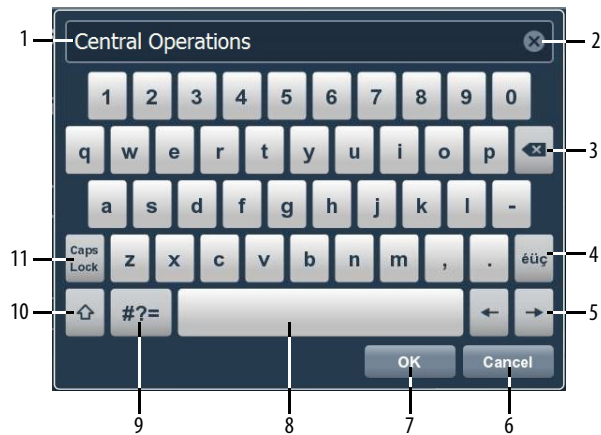 1 Central Operations 2
1 2 3 4 5 6 7 8 9 0
q w e r t y u i o p 3
a s d f g h j k l -
11 Caps Lock z x c v b n m , . éüç 4
10 #?= 5
OK Cancel
9 8 7 6